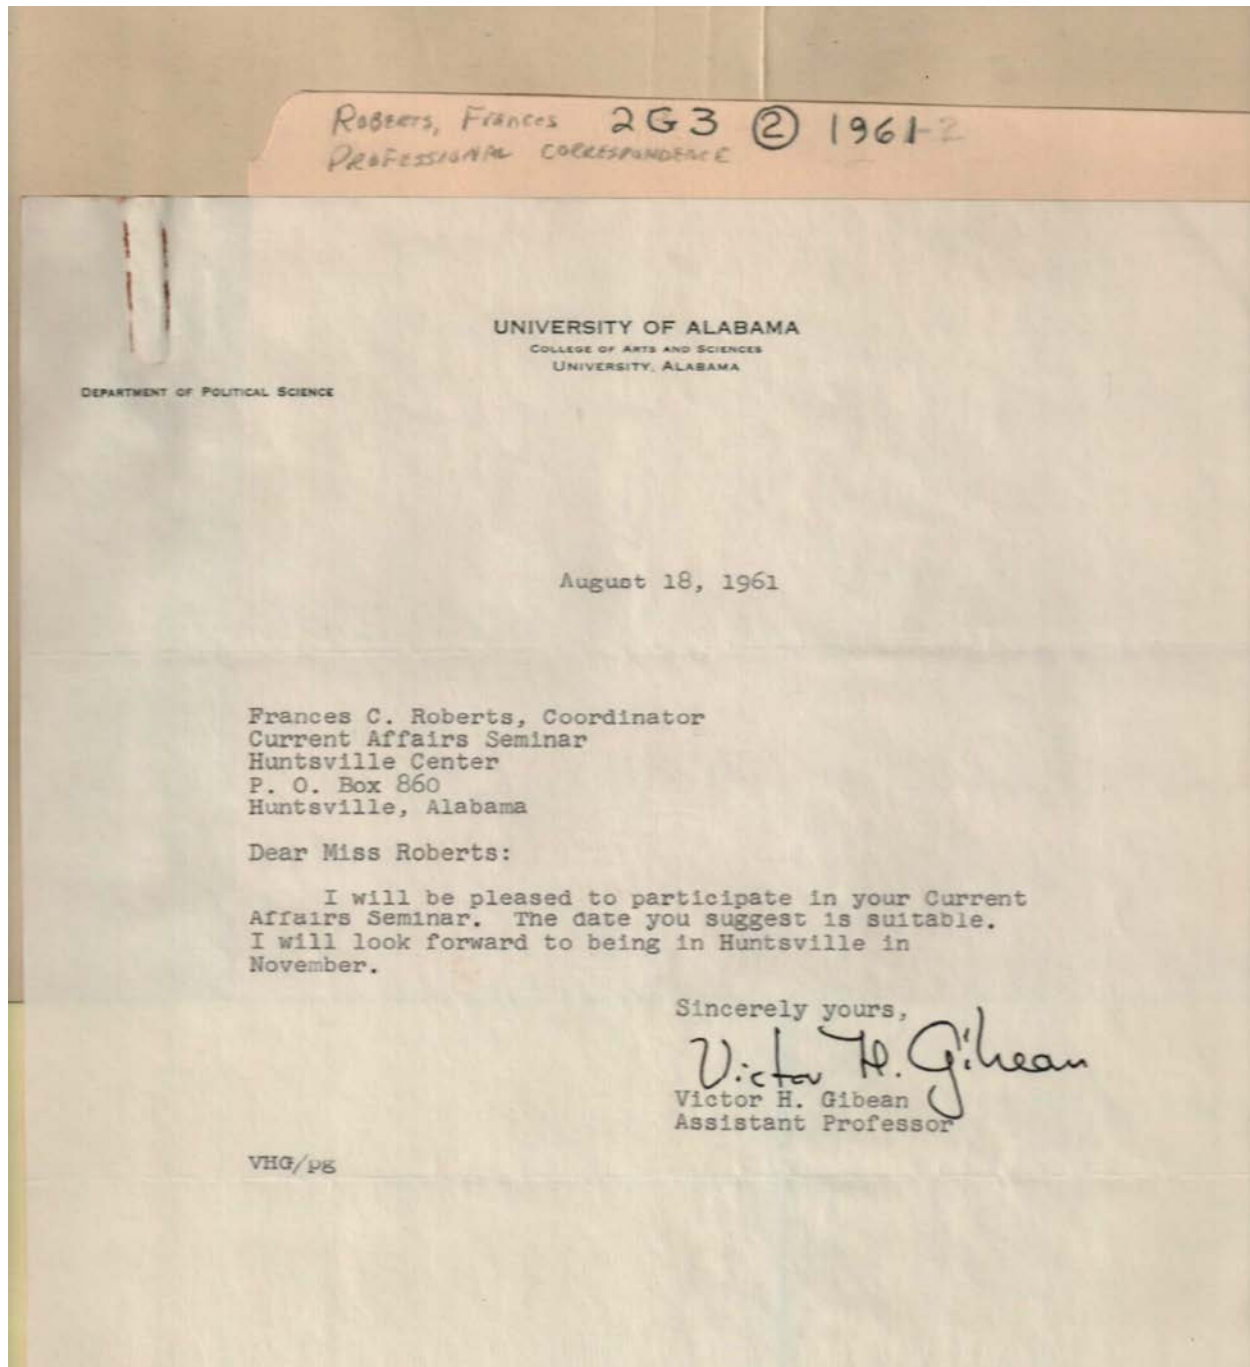 Roberts, Frances 2G3 ② 1961-2
PROFESSIONAL CORRESPONDENCE
UNIVERSITY OF ALABAMA
COLLEGE OF ARTS AND SCIENCES
UNIVERSITY, ALABAMA
DEPARTMENT OF POLITICAL SCIENCE
August 18, 1961
Frances C. Roberts, Coordinator
Current Affairs Seminar
Huntsville Center
P. O. Box 860
Huntsville, Alabama
Dear Miss Roberts:
I will be pleased to participate in your Current
Affairs Seminar. The date you suggest is suitable.
I will look forward to being in Huntsville in
November.
Sincerely yours,
Victor H. Gibean
Victor H. Gibean
Assistant Professor
VHG/pg